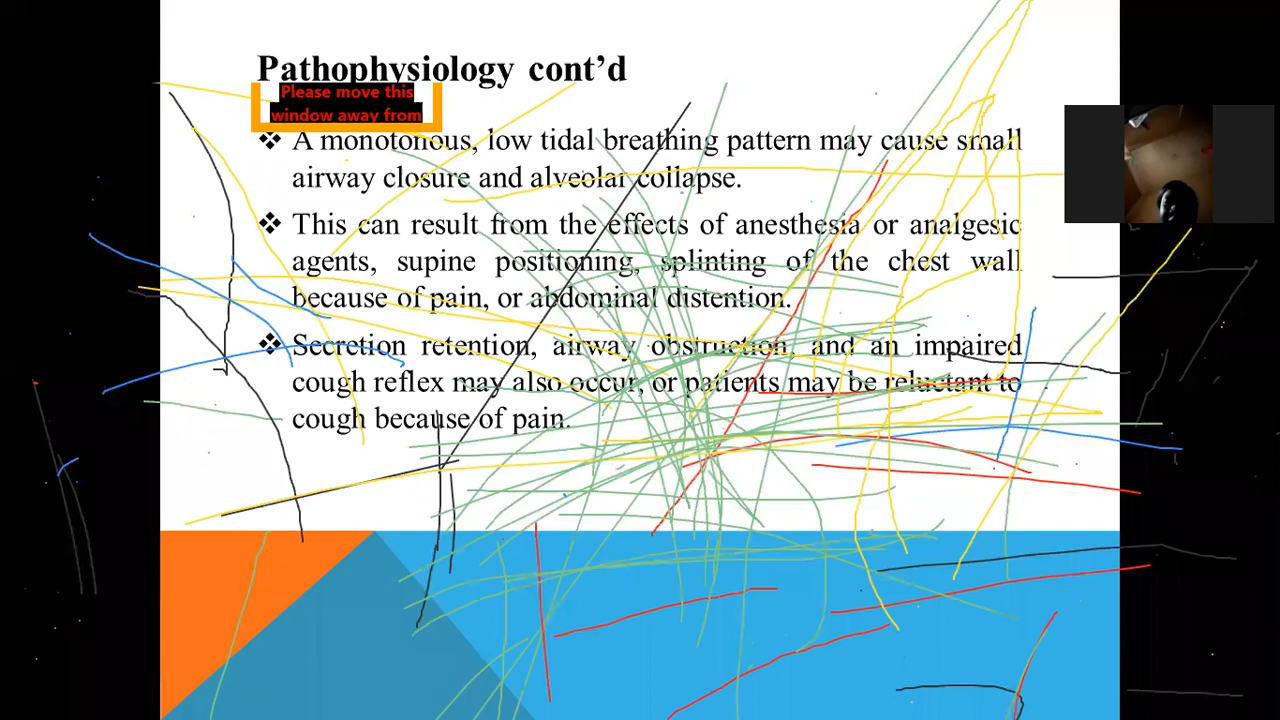 Pathophysiology cont’d
Please move this
window away from
❖ A monotonous, low tidal breathing pattern may cause small
airway closure and alveolar collapse.
❖ This can result from the effects of anesthesia or analgesic
agents, supine positioning, splinting of the chest wall
because of pain, or abdominal distention.
❖ Secretion retention, airway obstruction, and an impaired
cough reflex may also occur, or patients may be reluctant to
cough because of pain.